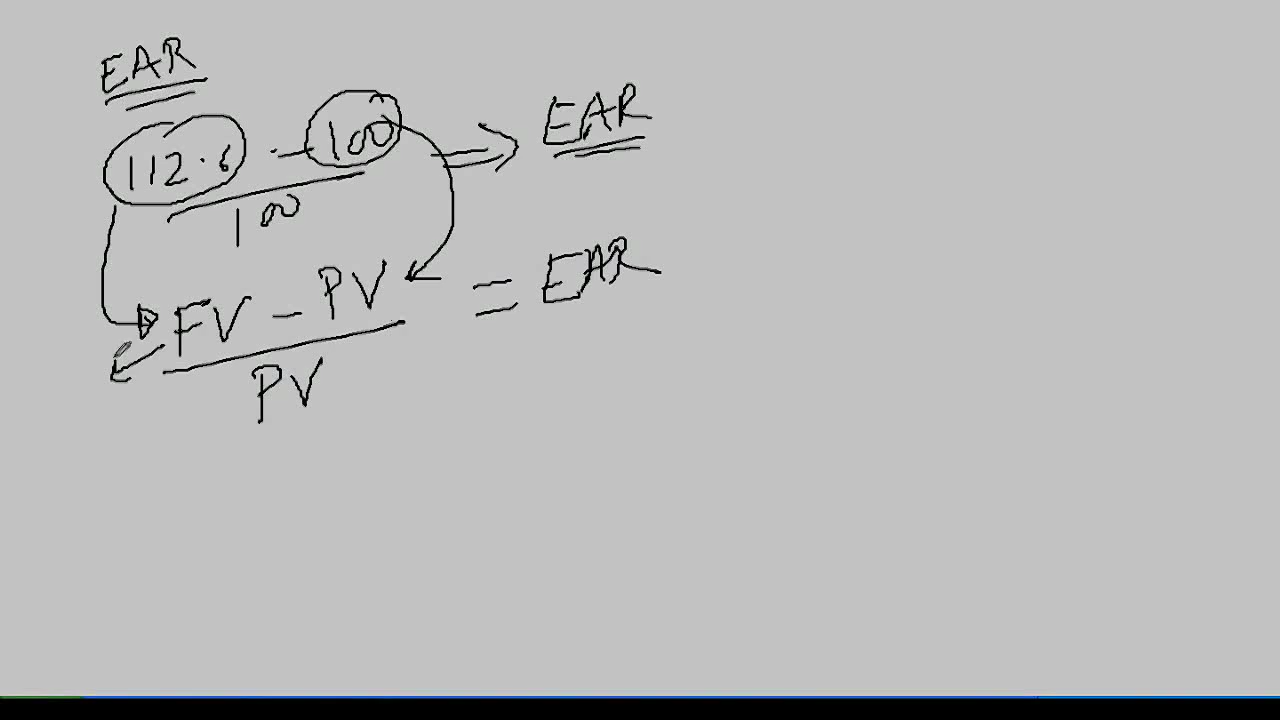 EAR
112.6 - 100 ⇒ EAR
100
FV - PV = EAR
PV